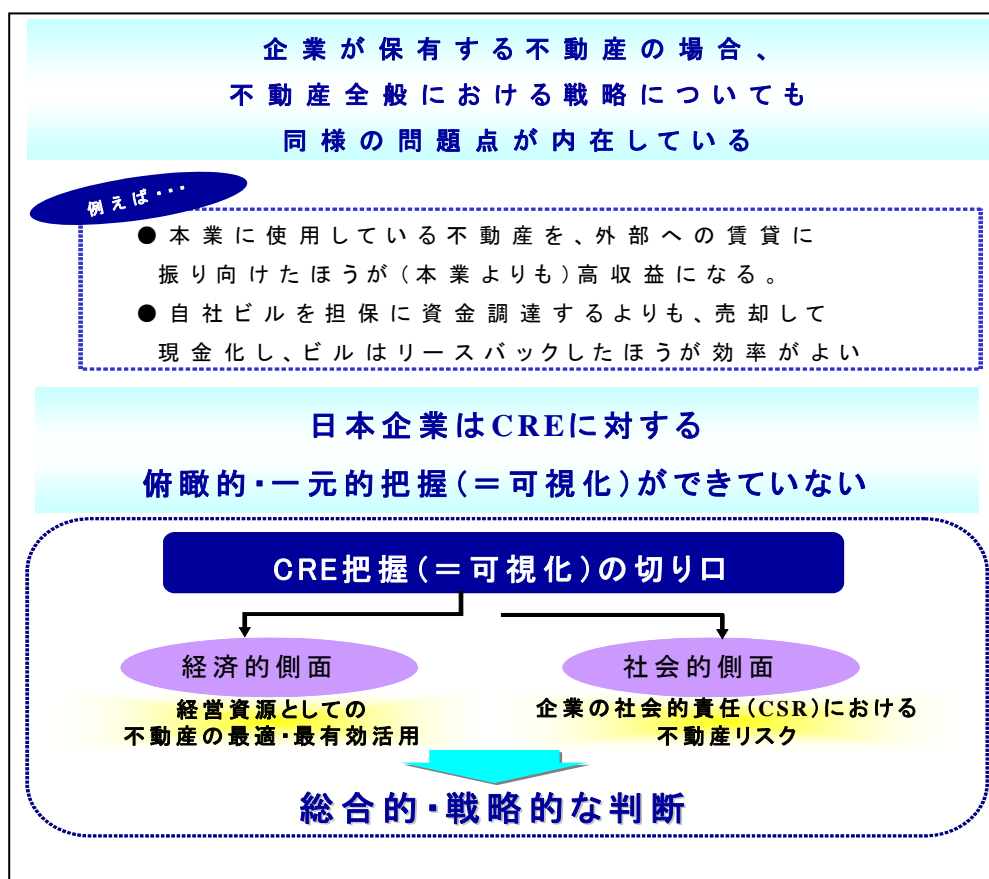 企業が保有する不動産の場合、
不動産全般における戦略についても
同様の問題点が内在している
例えば・・・
● 本業に使用している不動産を、外部への賃貸に
振り向けたほうが(本業よりも)高収益になる。
● 自社ビルを担保に資金調達するよりも、売却して
現金化し、ビルはリースバックしたほうが効率がよい
日本企業はCREに対する
俯瞰的・一元的把握(=可視化)ができていない
CRE把握(=可視化)の切り口
経済的側面
社会的側面
経営資源としての
不動産の最適・最有効活用
企業の社会的責任(CSR)における
不動産リスク
総合的・戦略的な判断